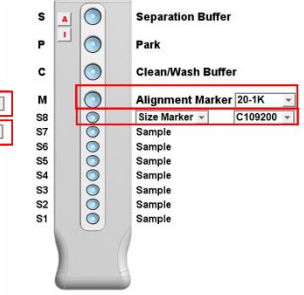 S A Separation Buffer
I
P Park
C Clean/Wash Buffer
M Alignment Marker 20-1K
S8 Size Marker C109200
S7 Sample
S6 Sample
S5 Sample
S4 Sample
S3 Sample
S2 Sample
S1 Sample